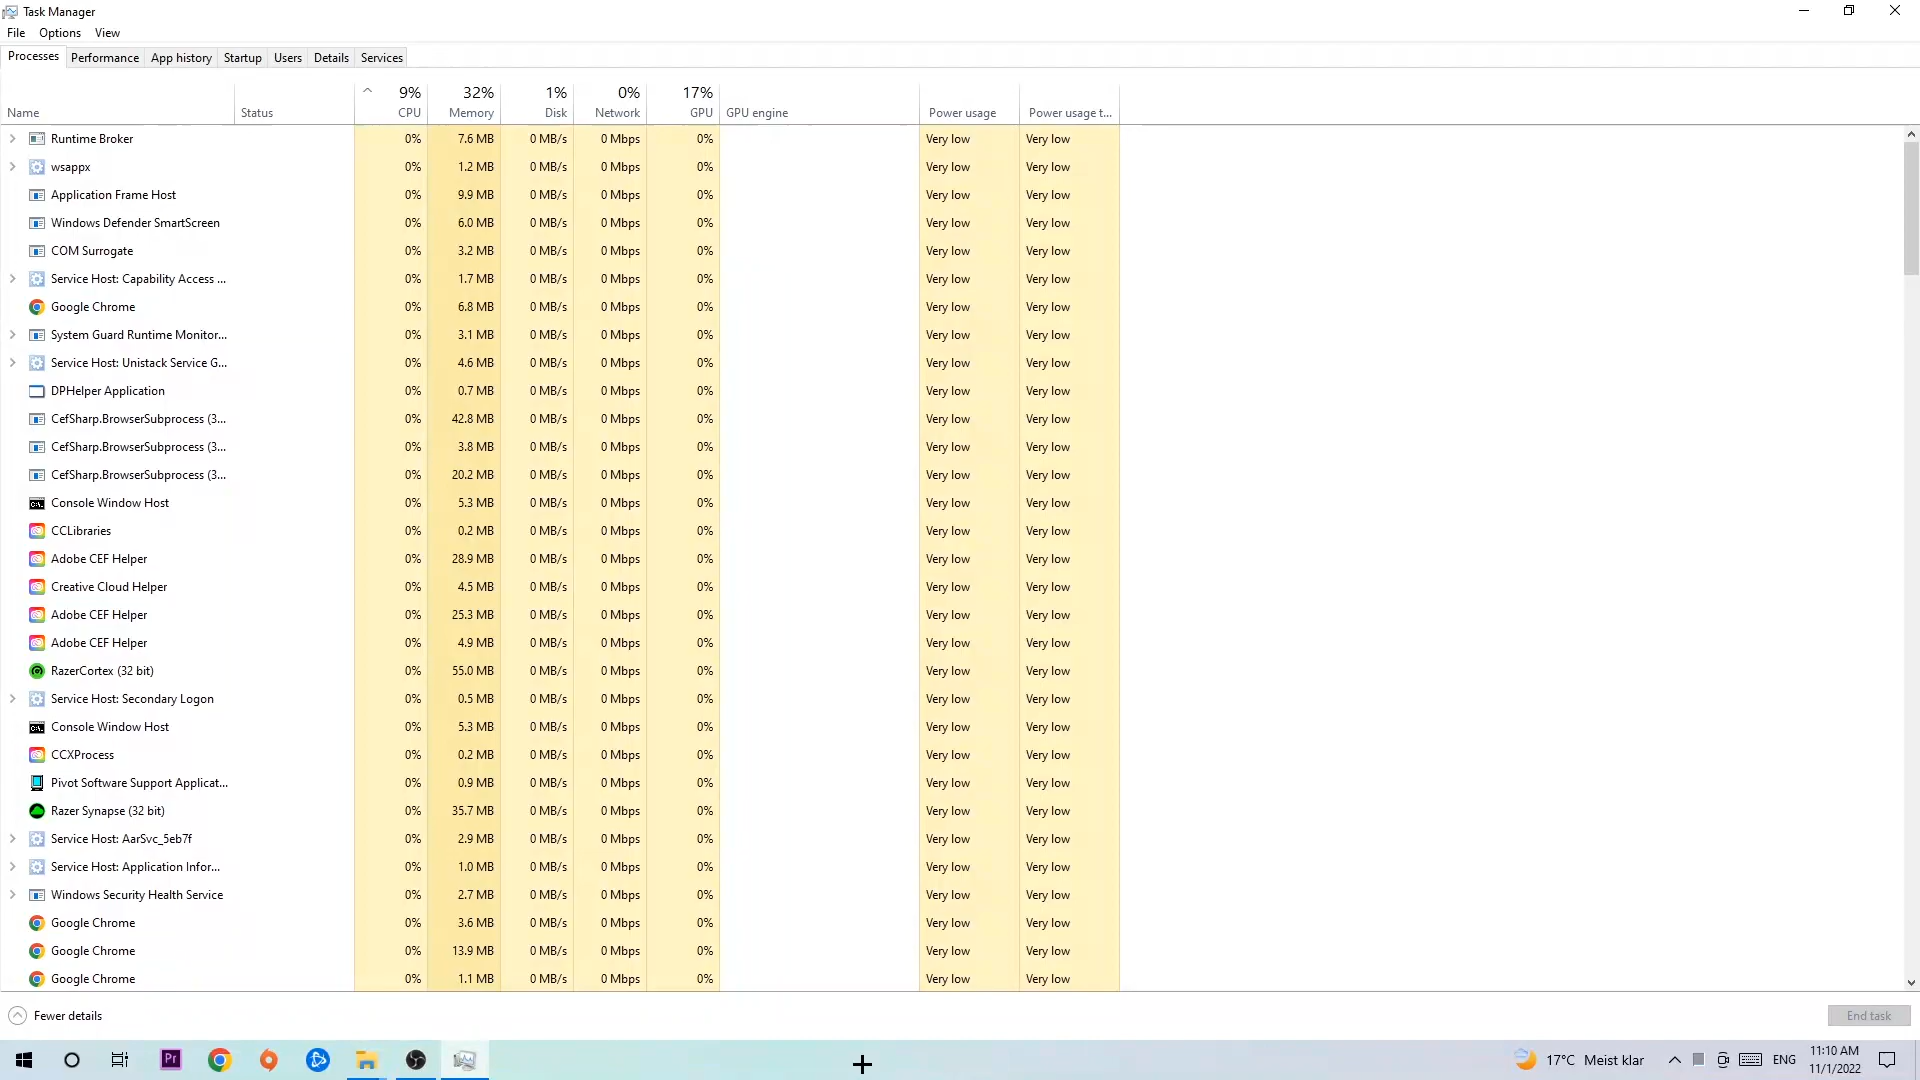 Task Manager
File Options View
Processes Performance App history Startup Users Details Services
9% 32% 1% 0% 17%
Name Status CPU Memory Disk Network GPU GPU engine Power usage Power usage t...
Runtime Broker 0% 7.6 MB 0 MB/s 0 Mbps 0% Very low Very low
wsappx 0% 1.2 MB 0 MB/s 0 Mbps 0% Very low Very low
Application Frame Host 0% 9.9 MB 0 MB/s 0 Mbps 0% Very low Very low
Windows Defender SmartScreen 0% 6.0 MB 0 MB/s 0 Mbps 0% Very low Very low
COM Surrogate 0% 3.2 MB 0 MB/s 0 Mbps 0% Very low Very low
Service Host: Capability Access ... 0% 1.7 MB 0 MB/s 0 Mbps 0% Very low Very low
Google Chrome 0% 6.8 MB 0 MB/s 0 Mbps 0% Very low Very low
System Guard Runtime Monitor... 0% 3.1 MB 0 MB/s 0 Mbps 0% Very low Very low
Service Host: Unistack Service G... 0% 4.6 MB 0 MB/s 0 Mbps 0% Very low Very low
DPHelper Application 0% 0.7 MB 0 MB/s 0 Mbps 0% Very low Very low
CefSharp.BrowserSubprocess (3... 0% 42.8 MB 0 MB/s 0 Mbps 0% Very low Very low
CefSharp.BrowserSubprocess (3... 0% 3.8 MB 0 MB/s 0 Mbps 0% Very low Very low
CefSharp.BrowserSubprocess (3... 0% 20.2 MB 0 MB/s 0 Mbps 0% Very low Very low
Console Window Host 0% 5.3 MB 0 MB/s 0 Mbps 0% Very low Very low
CCLibraries 0% 0.2 MB 0 MB/s 0 Mbps 0% Very low Very low
Adobe CEF Helper 0% 28.9 MB 0 MB/s 0 Mbps 0% Very low Very low
Creative Cloud Helper 0% 4.5 MB 0 MB/s 0 Mbps 0% Very low Very low
Adobe CEF Helper 0% 25.3 MB 0 MB/s 0 Mbps 0% Very low Very low
Adobe CEF Helper 0% 4.9 MB 0 MB/s 0 Mbps 0% Very low Very low
RazerCortex (32 bit) 0% 55.0 MB 0 MB/s 0 Mbps 0% Very low Very low
Service Host: Secondary Logon 0% 0.5 MB 0 MB/s 0 Mbps 0% Very low Very low
Console Window Host 0% 5.3 MB 0 MB/s 0 Mbps 0% Very low Very low
CCXProcess 0% 0.2 MB 0 MB/s 0 Mbps 0% Very low Very low
Pivot Software Support Applicat... 0% 0.9 MB 0 MB/s 0 Mbps 0% Very low Very low
Razer Synapse (32 bit) 0% 35.7 MB 0 MB/s 0 Mbps 0% Very low Very low
Service Host: AarSvc_5eb7f 0% 2.9 MB 0 MB/s 0 Mbps 0% Very low Very low
Service Host: Application Infor... 0% 1.0 MB 0 MB/s 0 Mbps 0% Very low Very low
Windows Security Health Service 0% 2.7 MB 0 MB/s 0 Mbps 0% Very low Very low
Google Chrome 0% 3.6 MB 0 MB/s 0 Mbps 0% Very low Very low
Google Chrome 0% 13.9 MB 0 MB/s 0 Mbps 0% Very low Very low
Google Chrome 0% 1.1 MB 0 MB/s 0 Mbps 0% Very low Very low
Fewer details End task
Pr 17°C Meist klar ENG 11:10 AM
11/1/2022